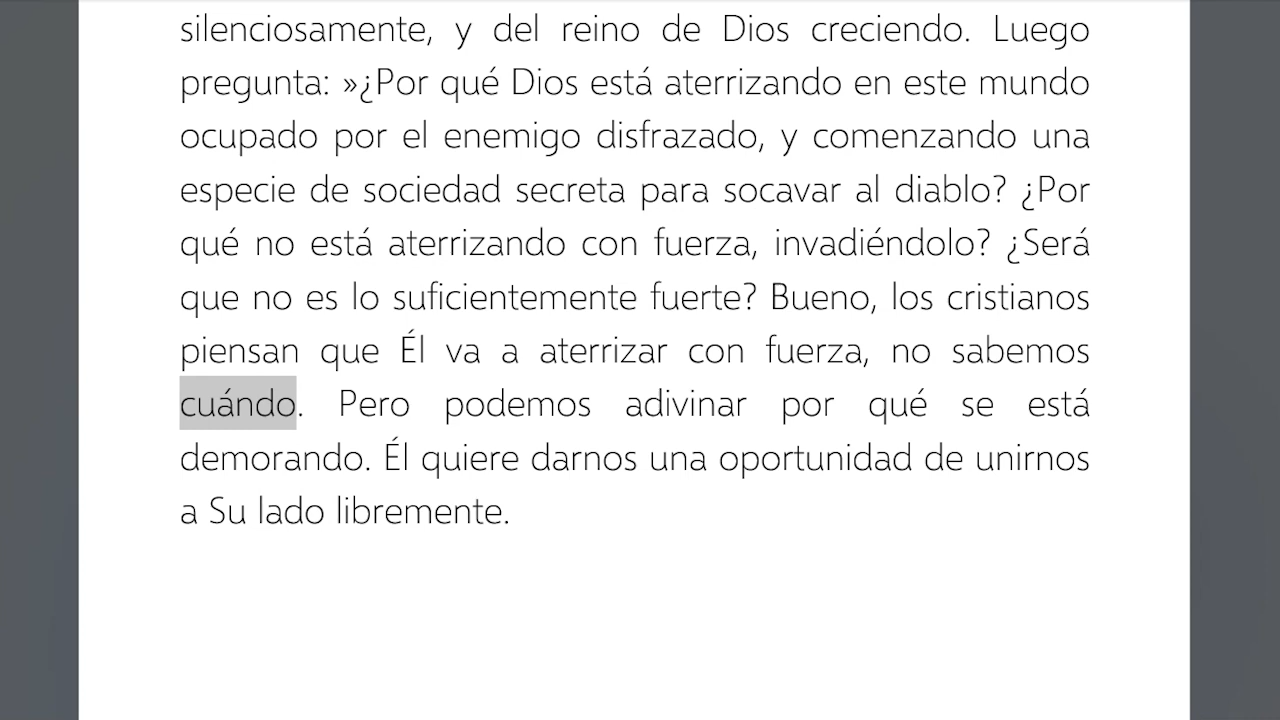 silenciosamente, y del reino de Dios creciendo. Luego
pregunta: »¿Por qué Dios está aterrizando en este mundo
ocupado por el enemigo disfrazado, y comenzando una
especie de sociedad secreta para socavar al diablo? ¿Por
qué no está aterrizando con fuerza, invadiéndolo? ¿Será
que no es lo suficientemente fuerte? Bueno, los cristianos
piensan que Él va a aterrizar con fuerza, no sabemos
cuándo. Pero podemos adivinar por qué se está
demorando. Él quiere darnos una oportunidad de unirnos
a Su lado libremente.